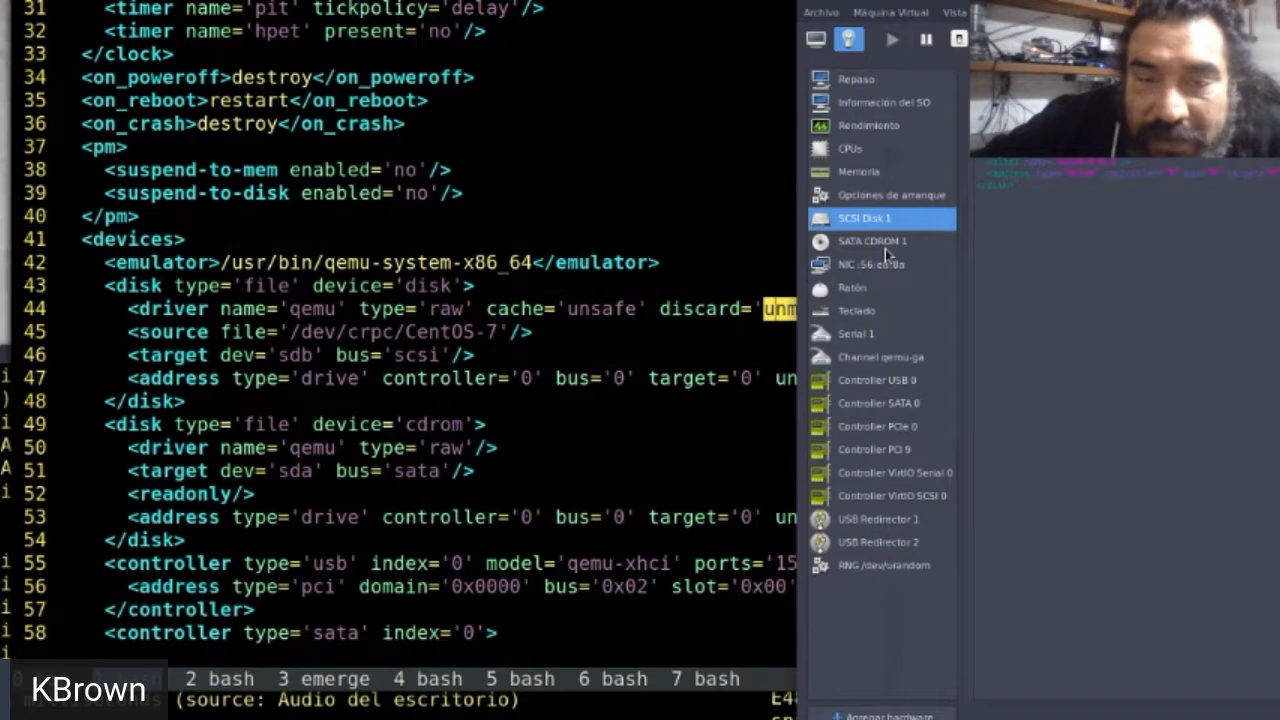 31 <timer name='pit' tickpolicy='delay'/>
32 <timer name='hpet' present='no'/>
33 </clock>
34 <on_poweroff>destroy</on_poweroff>
35 <on_reboot>restart</on_reboot>
36 <on_crash>destroy</on_crash>
37 <pm>
38 <suspend-to-mem enabled='no'/>
39 <suspend-to-disk enabled='no'/>
40 </pm>
41 <devices>
42 <emulator>/usr/bin/qemu-system-x86_64</emulator>
43 <disk type='file' device='disk'>
44 <driver name='qemu' type='raw' cache='unsafe' discard='unm
45 <source file='/dev/crpc/CentOS-7'/>
46 <target dev='sdb' bus='scsi'/>
47 <address type='drive' controller='0' bus='0' target='0' un
48 </disk>
49 <disk type='file' device='cdrom'>
50 <driver name='qemu' type='raw'/>
51 <target dev='sda' bus='sata'/>
52 <readonly/>
53 <address type='drive' controller='0' bus='0' target='0' un
54 </disk>
55 <controller type='usb' index='0' model='qemu-xhci' ports='15
56 <address type='pci' domain='0x0000' bus='0x02' slot='0x00'
57 </controller>
58 <controller type='sata' index='0'>
2 bash 3 emerge 4 bash 5 bash 6 bash 7 bash
(source: Audio del escritorio)
KBrown
Archivo Máquina Virtual Vista
Repaso
Información del SO
Rendimiento
CPUs
Memoria
Opciones de arranque
SCSI Disk 1
SATA CDROM 1
NIC :56:ea:8a
Ratón
Teclado
Serial 1
Channel qemu-ga
Controller USB 0
Controller SATA 0
Controller PCIe 0
Controller PCI 9
Controller VirtIO Serial 0
Controller VirtIO SCSI 0
USB Redirector 1
USB Redirector 2
RNG /dev/urandom
Agregar hardware